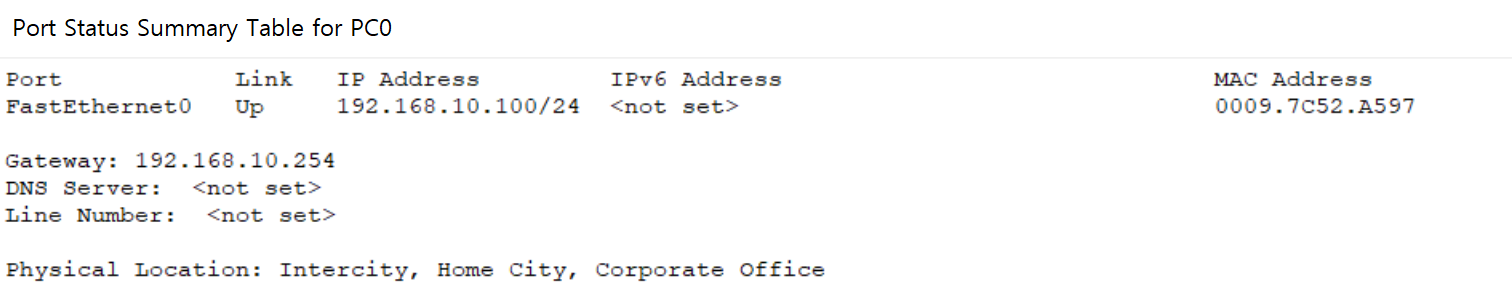 Port Status Summary Table for PC0
Port Link IP Address IPv6 Address MAC Address
FastEthernet0 Up 192.168.10.100/24 <not set> 0009.7C52.A597
Gateway: 192.168.10.254
DNS Server: <not set>
Line Number: <not set>
Physical Location: Intercity, Home City, Corporate Office